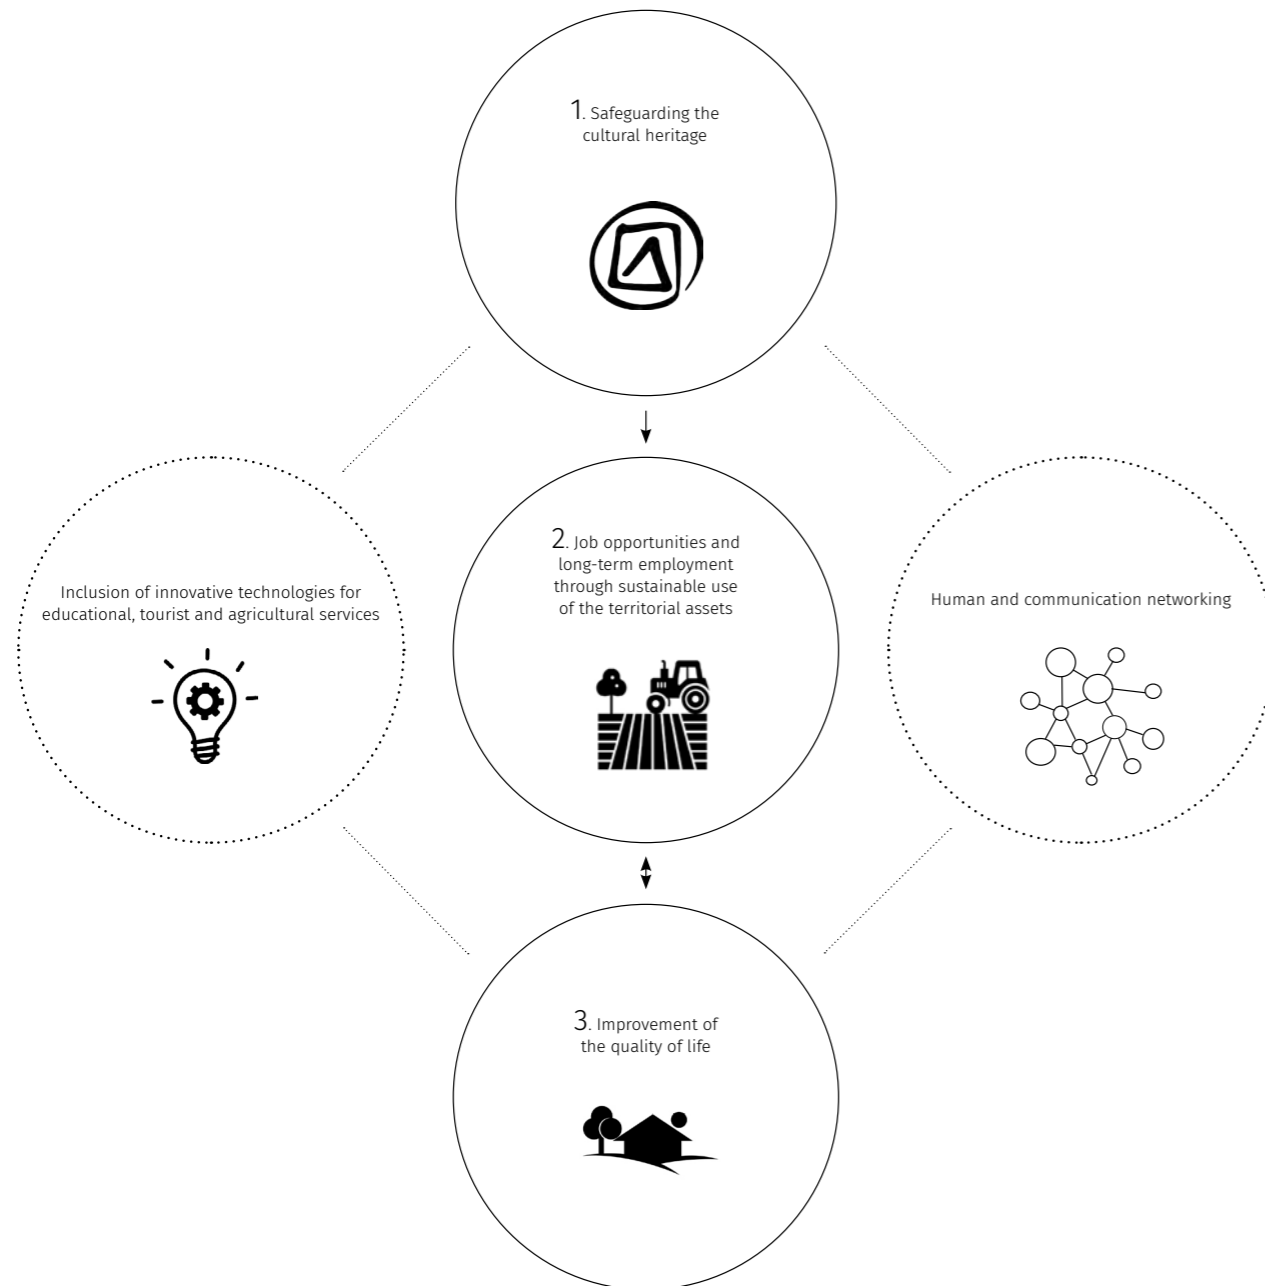 1. Safeguarding the
cultural heritage
2. Job opportunities and
long-term employment
through sustainable use
of the territorial assets
Inclusion of innovative technologies for
educational, tourist and agricultural services
Human and communication networking
3. Improvement of
the quality of life